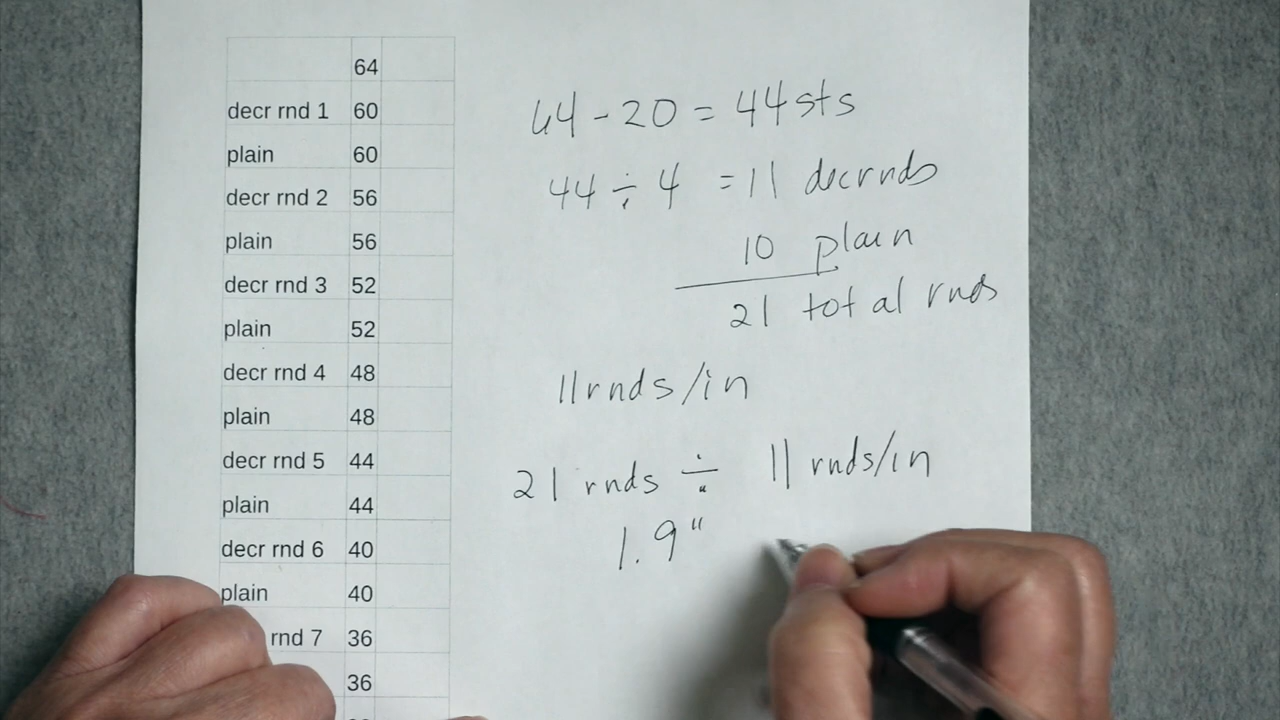 64
decr rnd 1 60
plain 60
decr rnd 2 56
plain 56
decr rnd 3 52
plain 52
decr rnd 4 48
plain 48
decr rnd 5 44
plain 44
decr rnd 6 40
plain 40
rnd 7 36
36
64 - 20 = 44 sts
44 ÷ 4 = 11 decrnds
10 plain
21 total rnds
11 rnds/in
21 rnds ÷ 11 rnds/in
1.9"